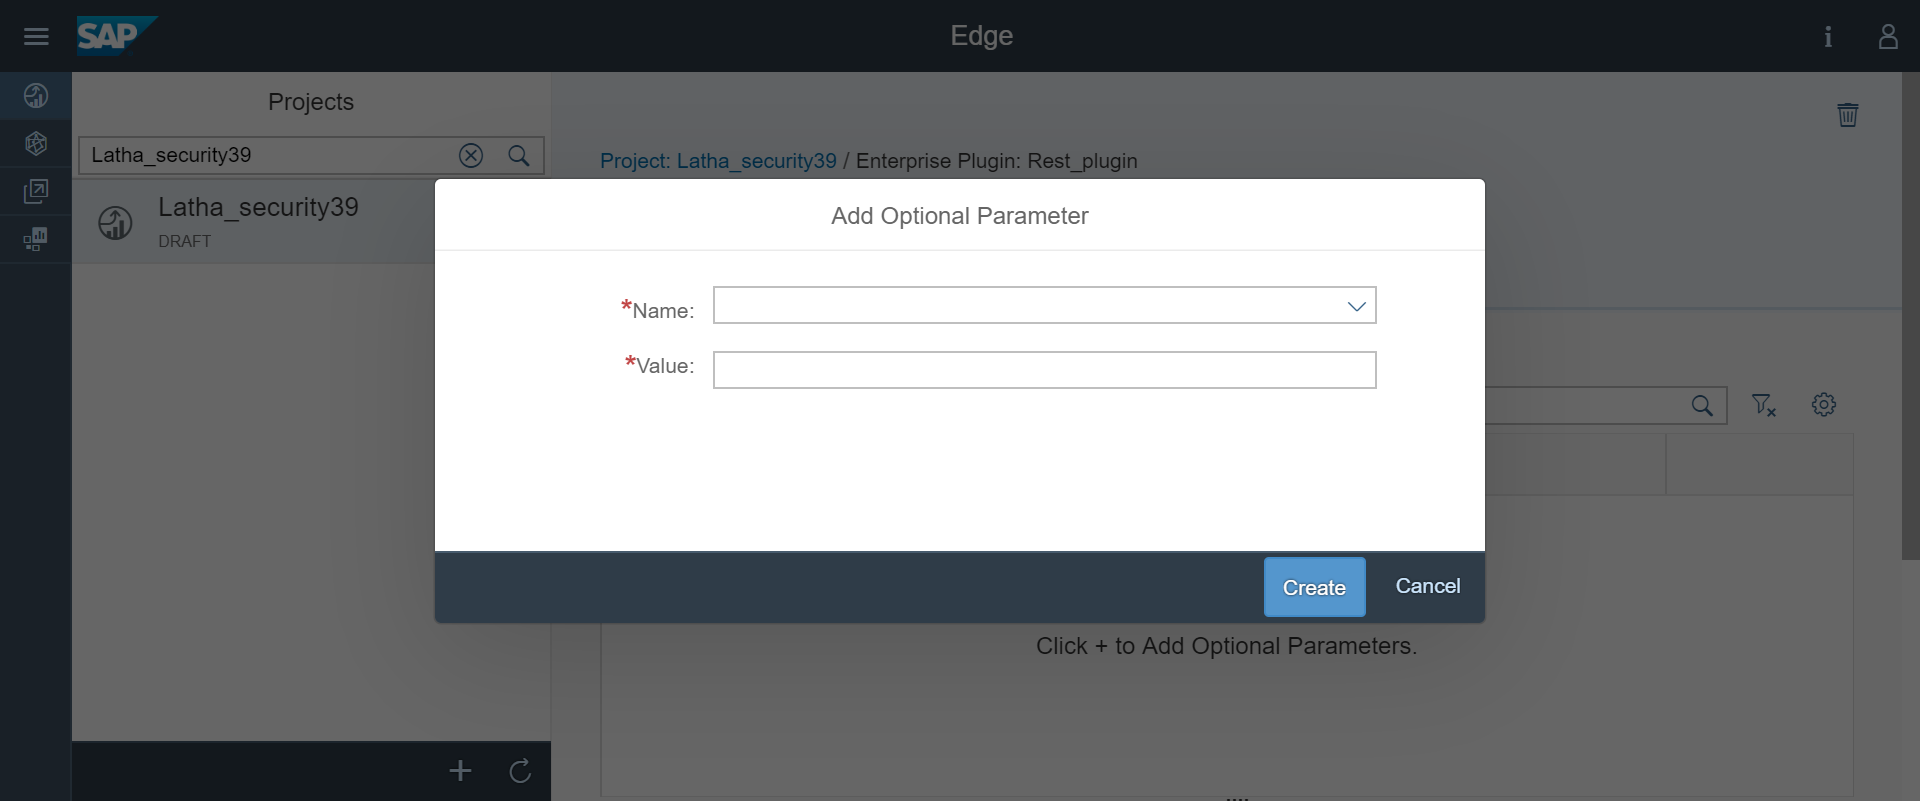 SAP
Edge
Projects
Latha_security39
Latha_security39
DRAFT
Project: Latha_security39 / Enterprise Plugin: Rest_plugin
Add Optional Parameter
*Name:
*Value:
Create
Cancel
Click + to Add Optional Parameters.